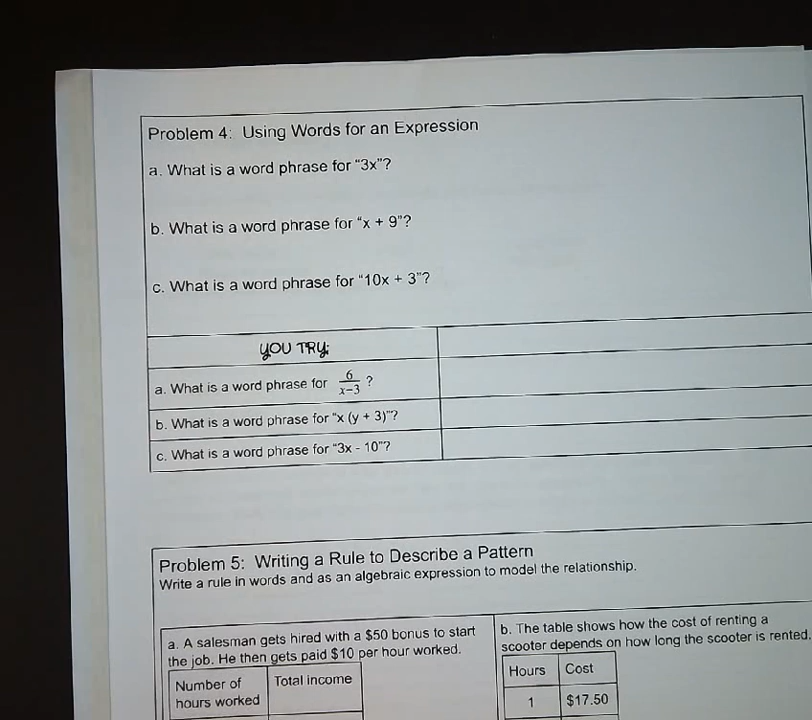 Problem 4: Using Words for an Expression
a. What is a word phrase for “3x”?
b. What is a word phrase for “x + 9”?
c. What is a word phrase for “10x + 3”?
YOU TRY:
a. What is a word phrase for 6/x−3 ?
b. What is a word phrase for “x (y + 3)”?
c. What is a word phrase for “3x - 10”?
Problem 5: Writing a Rule to Describe a Pattern
Write a rule in words and as an algebraic expression to model the relationship.
a. A salesman gets hired with a $50 bonus to start
the job. He then gets paid $10 per hour worked.
Number of
hours worked
Total income
b. The table shows how the cost of renting a
scooter depends on how long the scooter is rented.
Hours Cost
1 $17.50